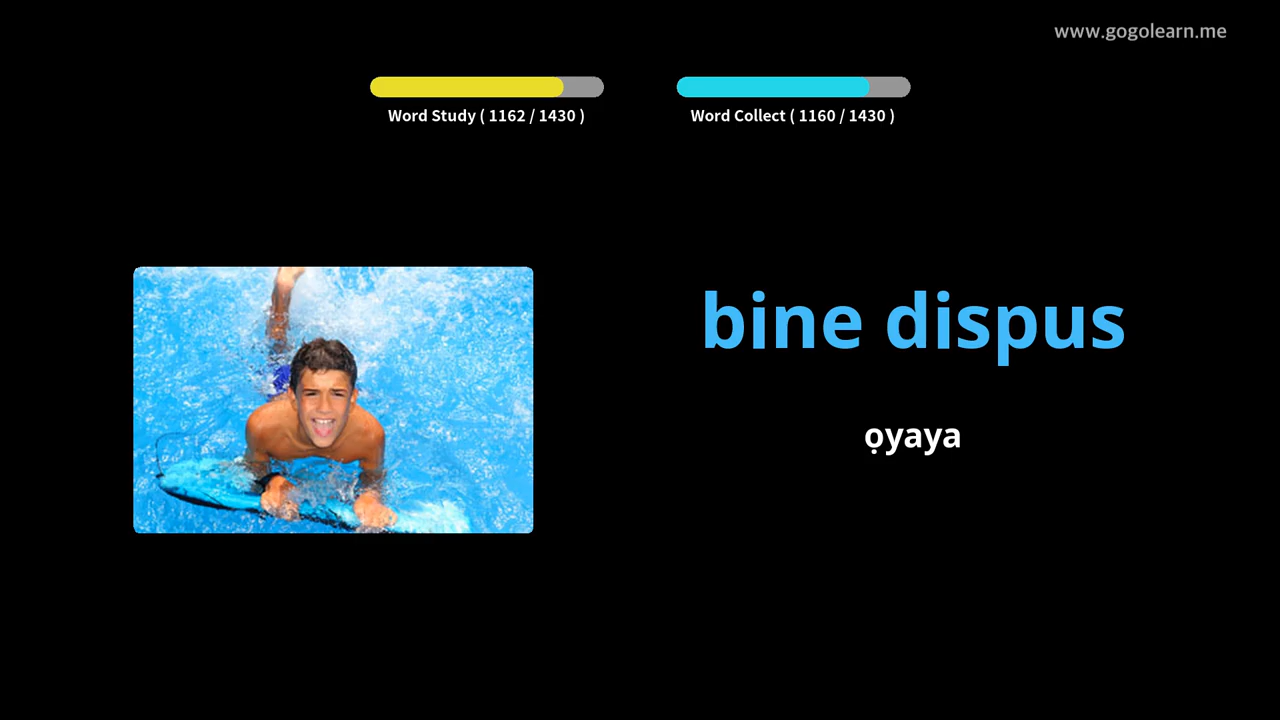 www.gogolearn.me
Word Study ( 1162 / 1430 )
Word Collect ( 1160 / 1430 )
bine dispus
ọyaya